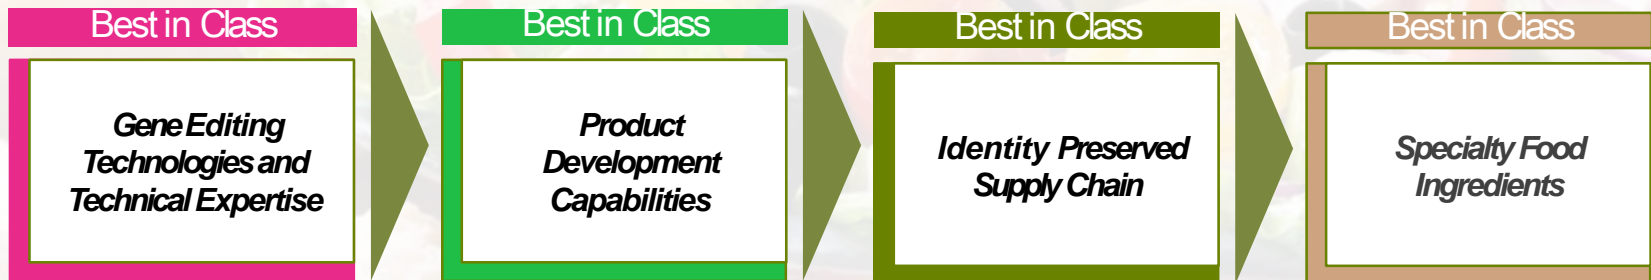 Best in Class
Gene Editing
Technologies and
Technical Expertise
Best in Class
Product
Development
Capabilities
Best in Class
Identity Preserved
Supply Chain
Best in Class
Specialty Food
Ingredients